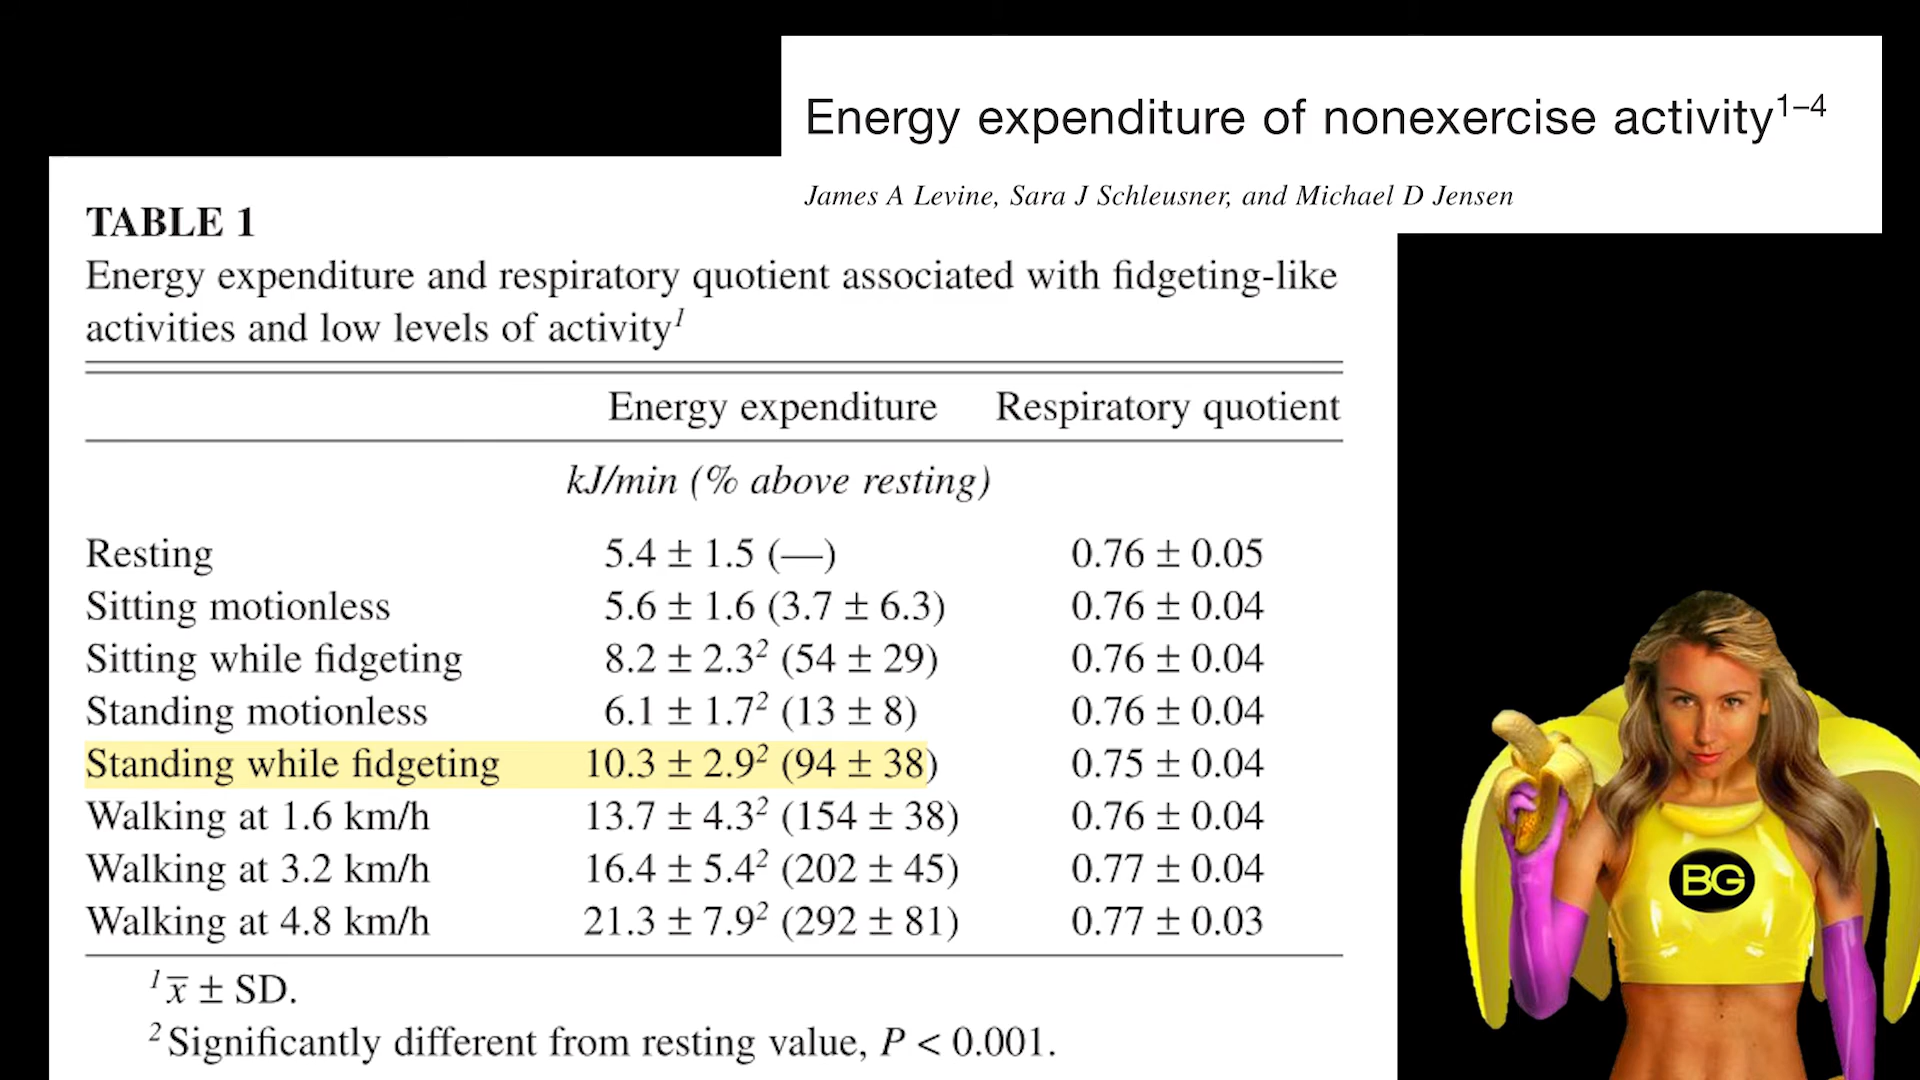 Energy expenditure of nonexercise activity¹⁻⁴
James A Levine, Sara J Schleusner, and Michael D Jensen
TABLE 1
Energy expenditure and respiratory quotient associated with fidgeting-like
activities and low levels of activity¹
Energy expenditure Respiratory quotient
kJ/min (% above resting)
Resting 5.4 ± 1.5 (—) 0.76 ± 0.05
Sitting motionless 5.6 ± 1.6 (3.7 ± 6.3) 0.76 ± 0.04
Sitting while fidgeting 8.2 ± 2.3² (54 ± 29) 0.76 ± 0.04
Standing motionless 6.1 ± 1.7² (13 ± 8) 0.76 ± 0.04
Standing while fidgeting 10.3 ± 2.9² (94 ± 38) 0.75 ± 0.04
Walking at 1.6 km/h 13.7 ± 4.3² (154 ± 38) 0.76 ± 0.04
Walking at 3.2 km/h 16.4 ± 5.4² (202 ± 45) 0.77 ± 0.04
Walking at 4.8 km/h 21.3 ± 7.9² (292 ± 81) 0.77 ± 0.03
¹ x̅ ± SD.
² Significantly different from resting value, P < 0.001.
BG